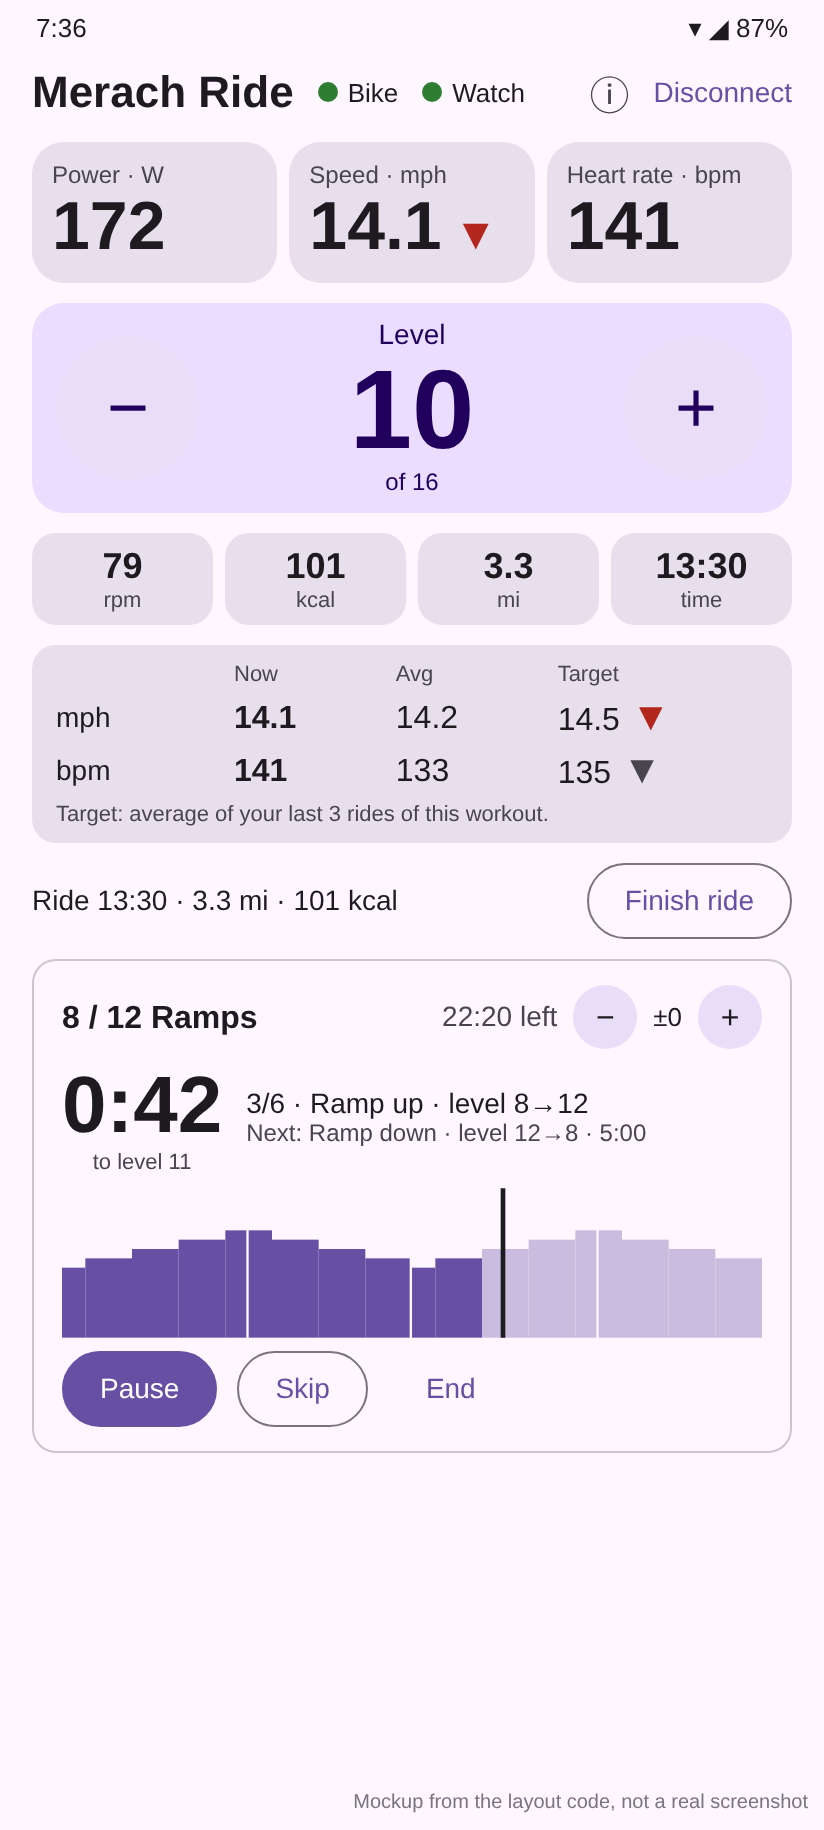 7:36 ▾ ◢ 87%
Merach Ride Bike Watch ⓘ Disconnect
Power · W Speed · mph Heart rate · bpm
172 14.1 ▼ 141
Level
− 10 +
of 16
79 101 3.3 13:30
rpm kcal mi time
Now Avg Target
mph 14.1 14.2 14.5 ▼
bpm 141 133 135 ▼
Target: average of your last 3 rides of this workout.
Ride 13:30 · 3.3 mi · 101 kcal Finish ride
8 / 12 Ramps 22:20 left − ±0 +
0:42 3/6 · Ramp up · level 8→12
Next: Ramp down · level 12→8 · 5:00
to level 11
Pause Skip End
Mockup from the layout code, not a real screenshot